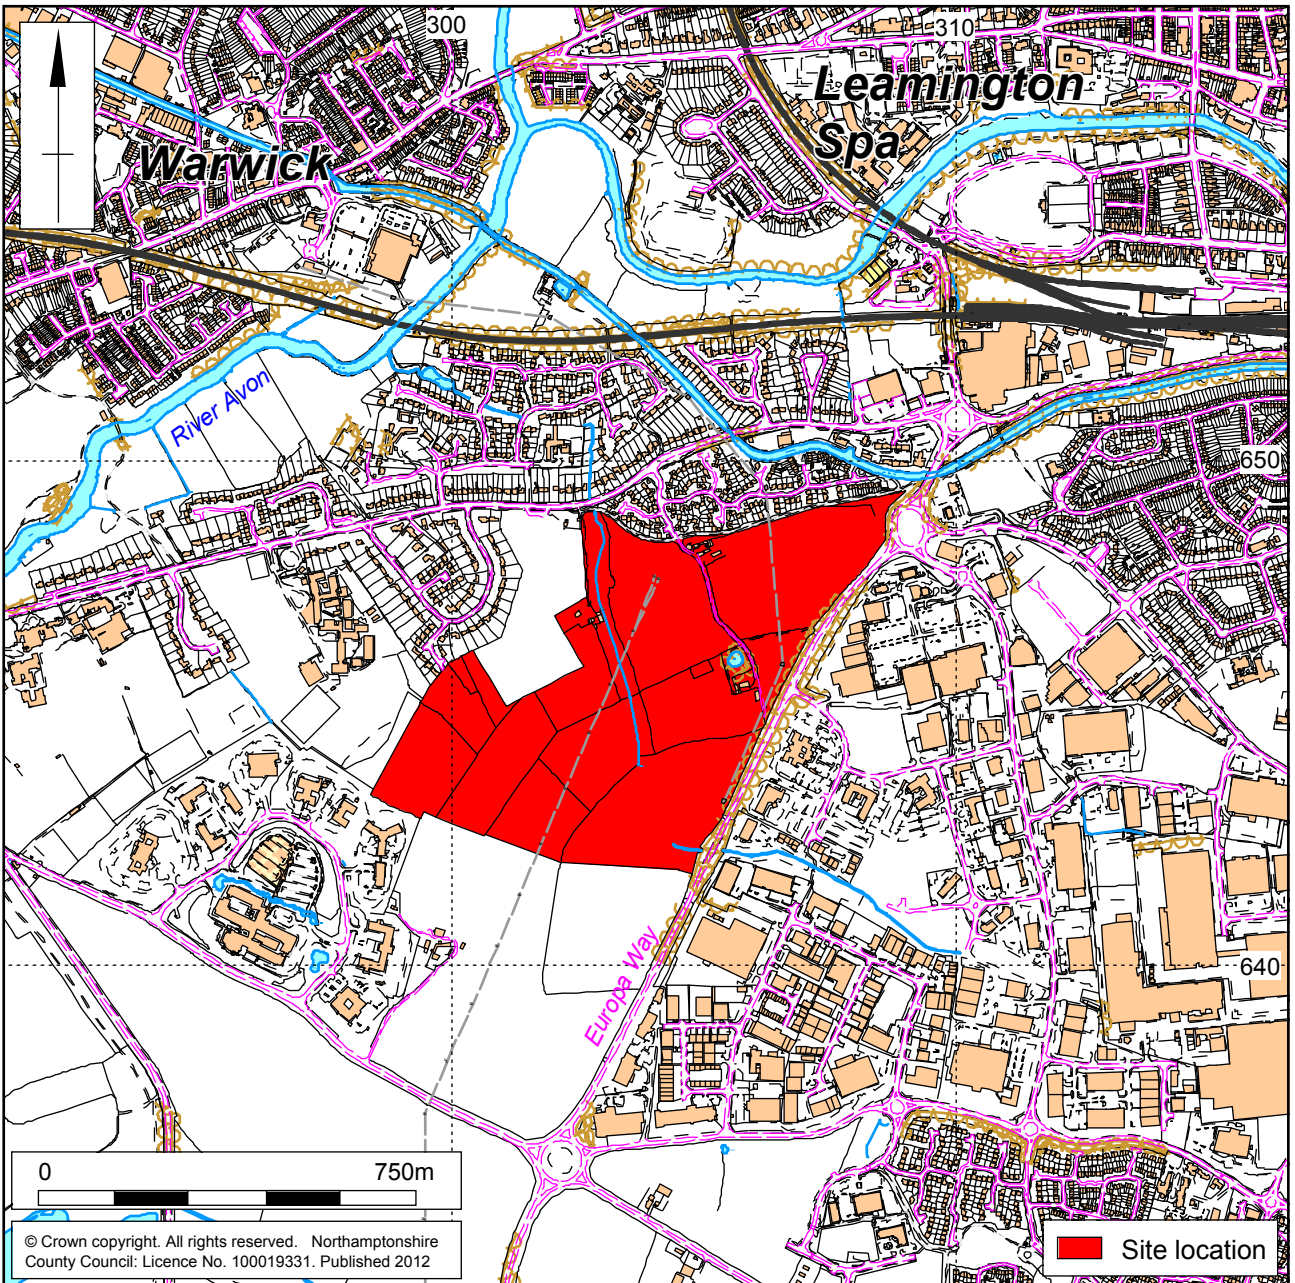 300
310
Leamington
Spa
Warwick
River Avon
650
640
Europa Way
0 750m
© Crown copyright. All rights reserved. Northamptonshire
County Council: Licence No. 100019331. Published 2012
Site location